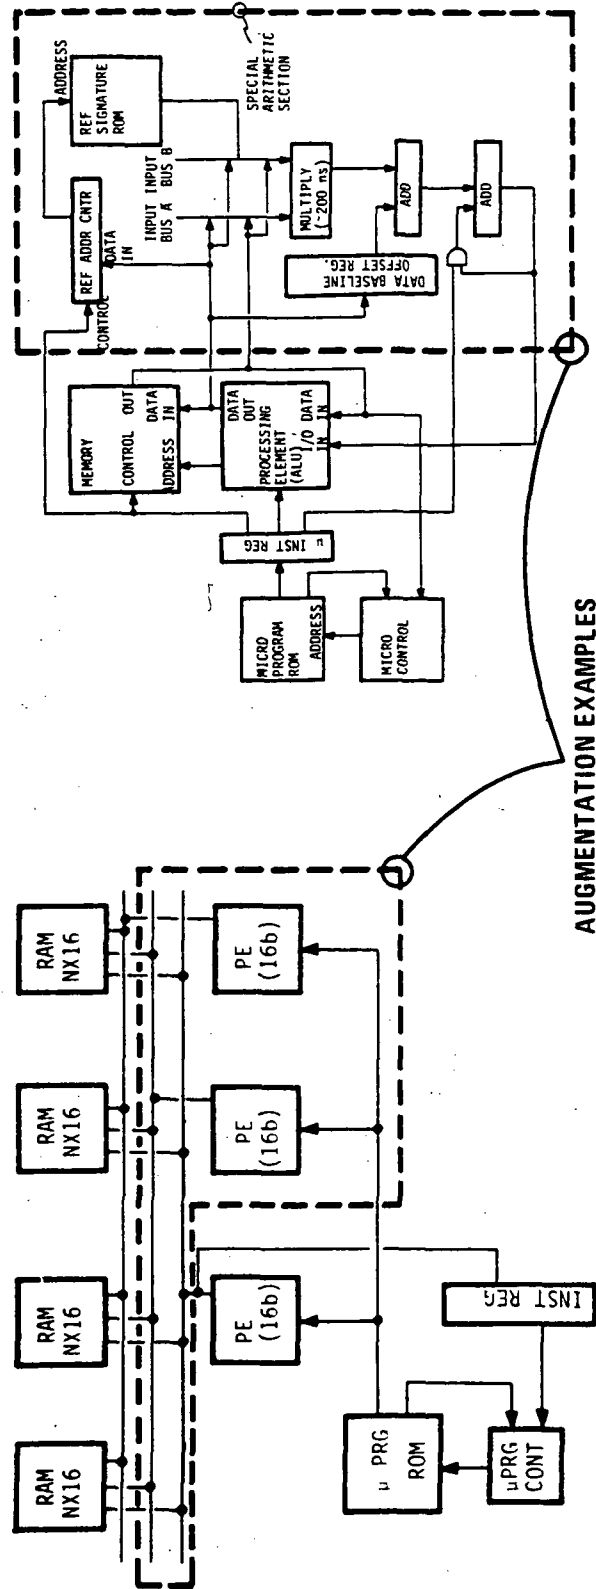 RAM
NX16
RAM
NX16
RAM
NX16
RAM
NX16
PE
(16b)
PE
(16b)
PE
(16b)
μ PRG
ROM
μPRG
CONT
INST REG
AUGMENTATION EXAMPLES
MEMORY
CONTROL OUT
DATA
ADDRESS IN
DATA
OUT
PROCESSING
ELEMENT
(ALU)
I/O DATA
IN IN
μ INST REG
MICRO
PROGRAM
ROM
ADDRESS
MICRO
CONTROL
ADDRESS
REF
SIGNATURE
ROM
REF ADDR CNTR
CONTROL
DATA
IN
INPUT INPUT
BUS A BUS B
MULTIPLY
(~200 ns)
DATA BASELINE
OFFSET REG.
ADD
ADD
SPECIAL
ARITHMETIC
SECTION